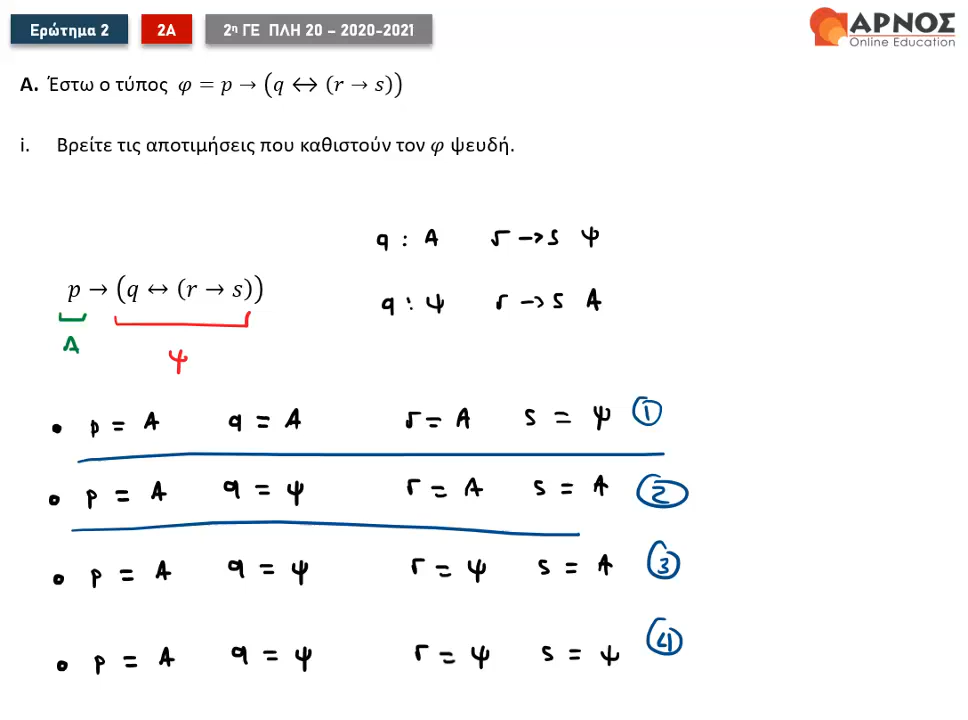 Ερώτημα 2 2Α 2η ΓΕ ΠΛΗ 20 – 2020-2021 ΑΡΝΟΣ
Online Education
Α. Έστω ο τύπος φ = p → (q ↔ (r → s))
i. Βρείτε τις αποτιμήσεις που καθιστούν τον φ ψευδή.
q : A r → s Ψ
p → (q ↔ (r → s))
q : Ψ r → s A
A
Ψ
• p = A q = A r = A s = Ψ 1
• p = A q = Ψ r = A s = A 2
• p = A q = Ψ r = Ψ s = A 3
• p = A q = Ψ r = Ψ s = Ψ 4